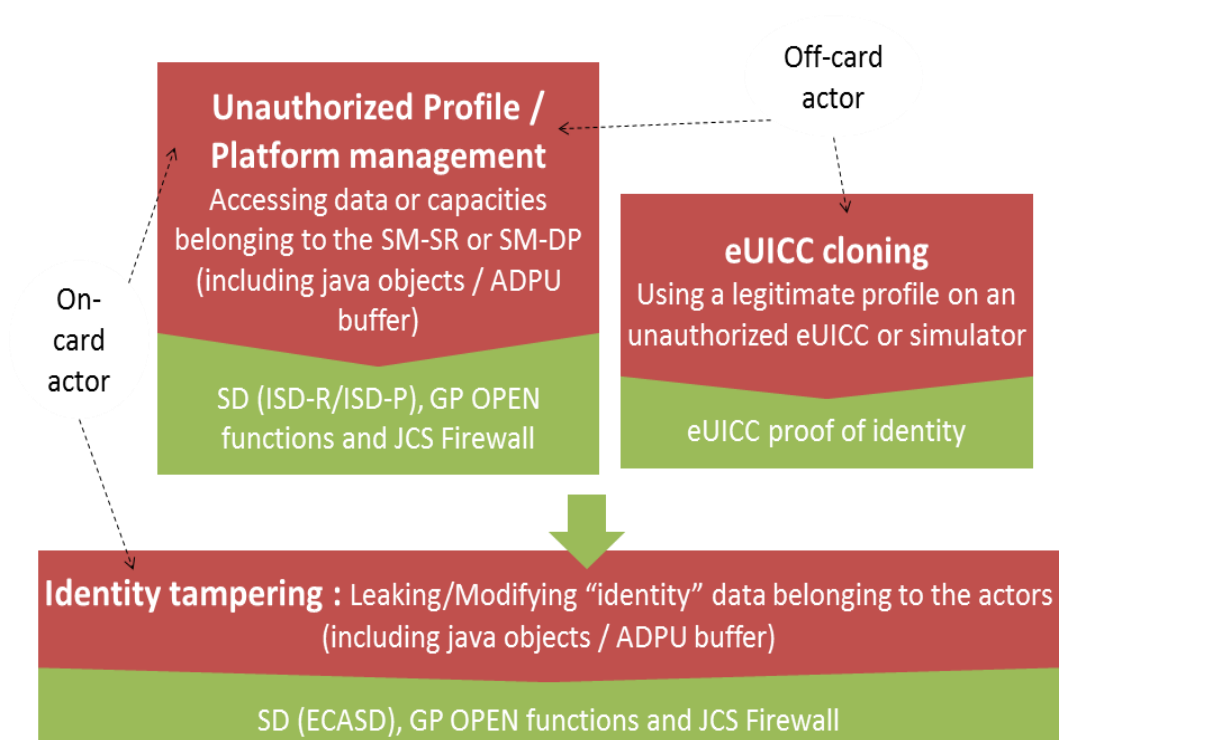 Off-card
actor
Unauthorized Profile /
Platform management
Accessing data or capacities
belonging to the SM-SR or SM-DP
(including java objects / ADPU
buffer)
SD (ISD-R/ISD-P), GP OPEN
functions and JCS Firewall
eUICC cloning
Using a legitimate profile on an
unauthorized eUICC or simulator
eUICC proof of identity
On-
card
actor
Identity tampering : Leaking/Modifying “identity” data belonging to the actors
(including java objects / ADPU buffer)
SD (ECASD), GP OPEN functions and JCS Firewall